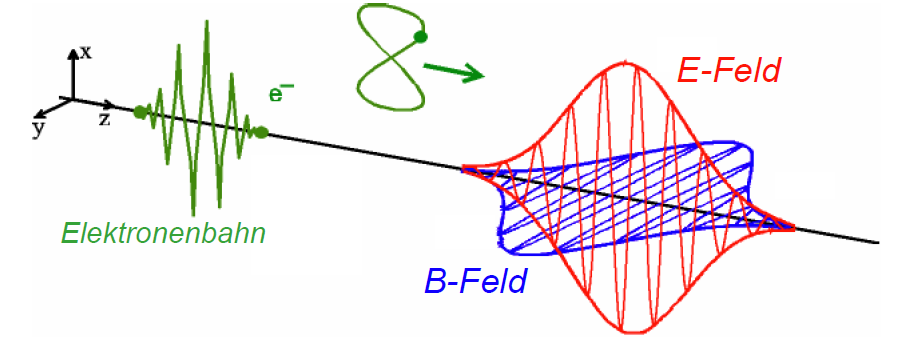 x
y
z
e⁻
E-Feld
Elektronenbahn
B-Feld